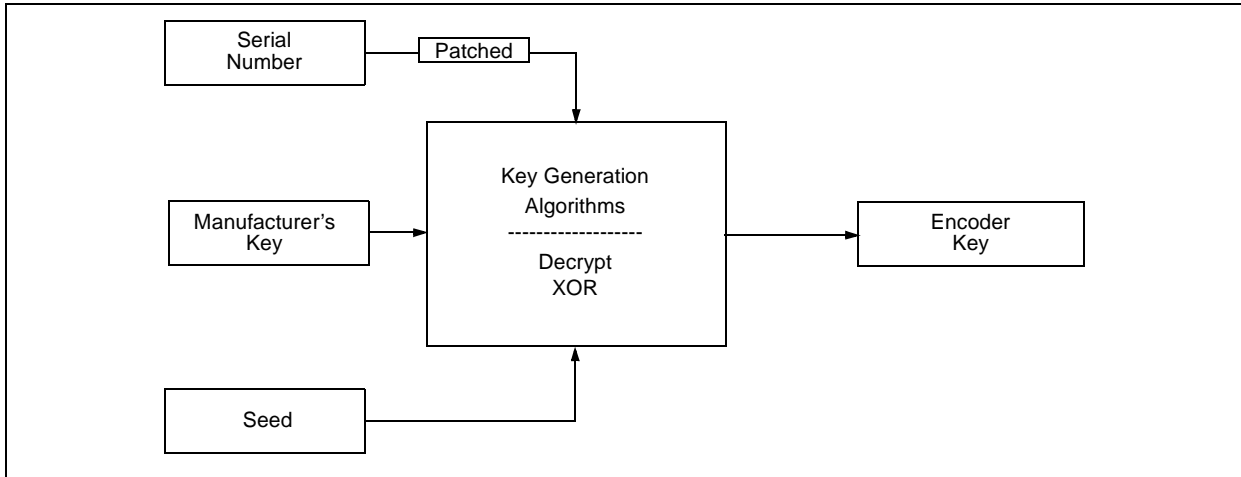 Serial
Number
Patched
Key Generation
Algorithms
-------------------
Decrypt
XOR
Manufacturer’s
Key
Encoder
Key
Seed